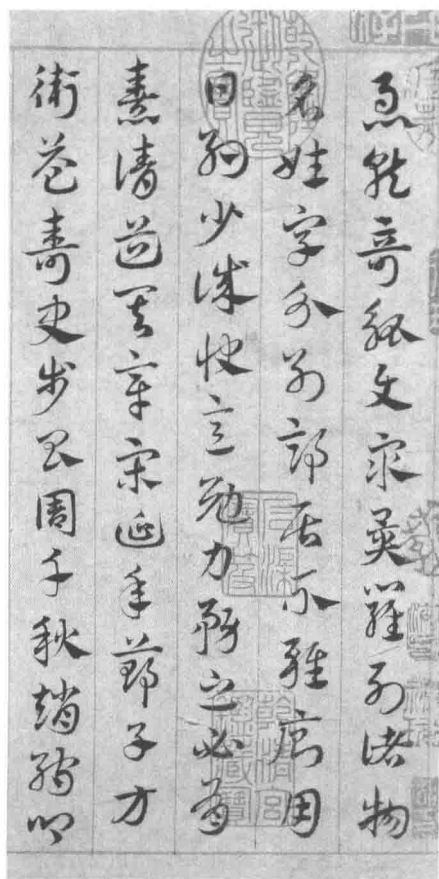 急就奇觚與眾異羅列諸物
名姓字分別部居不雜廁用
日約少誠快意勉力務之必有
憙請道其章宋延年鄭子方
衛益壽史步昌周千秋趙孺卿